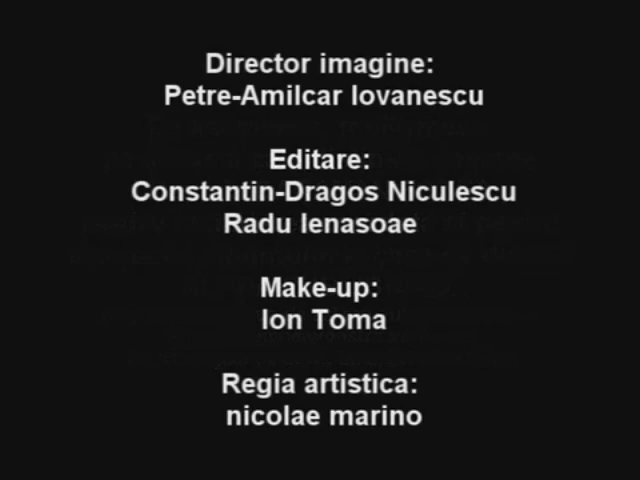 Director imagine:
Petre-Amilcar Iovanescu
Editare:
Constantin-Dragos Niculescu
Radu Ienasoae
Make-up:
Ion Toma
Regia artistica:
nicolae marino